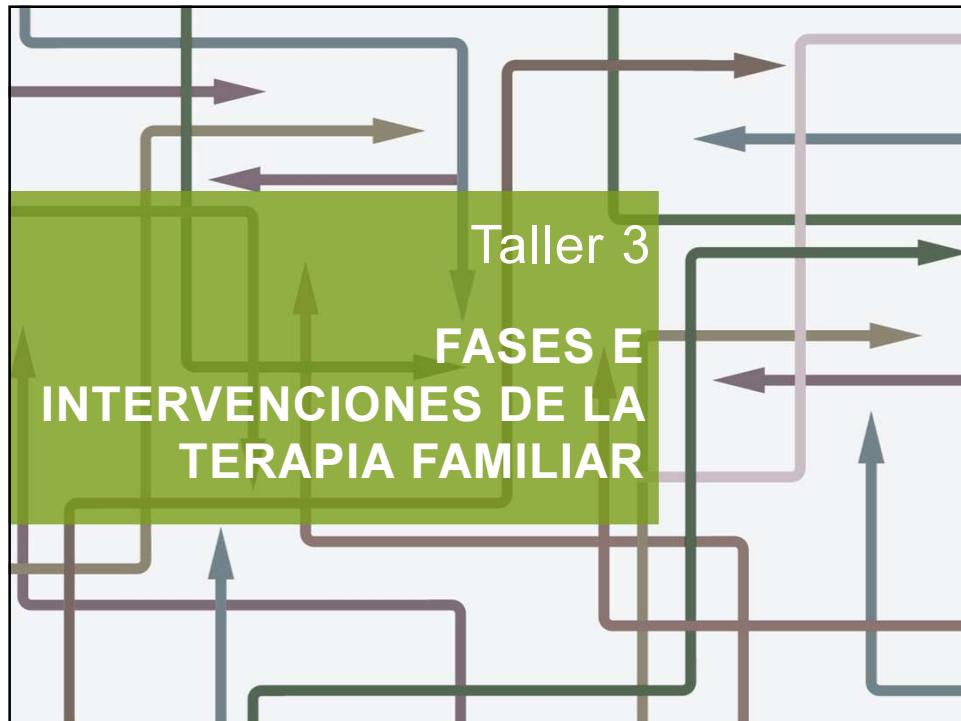 Taller 3
FASES E
INTERVENCIONES DE LA
TERAPIA FAMILIAR